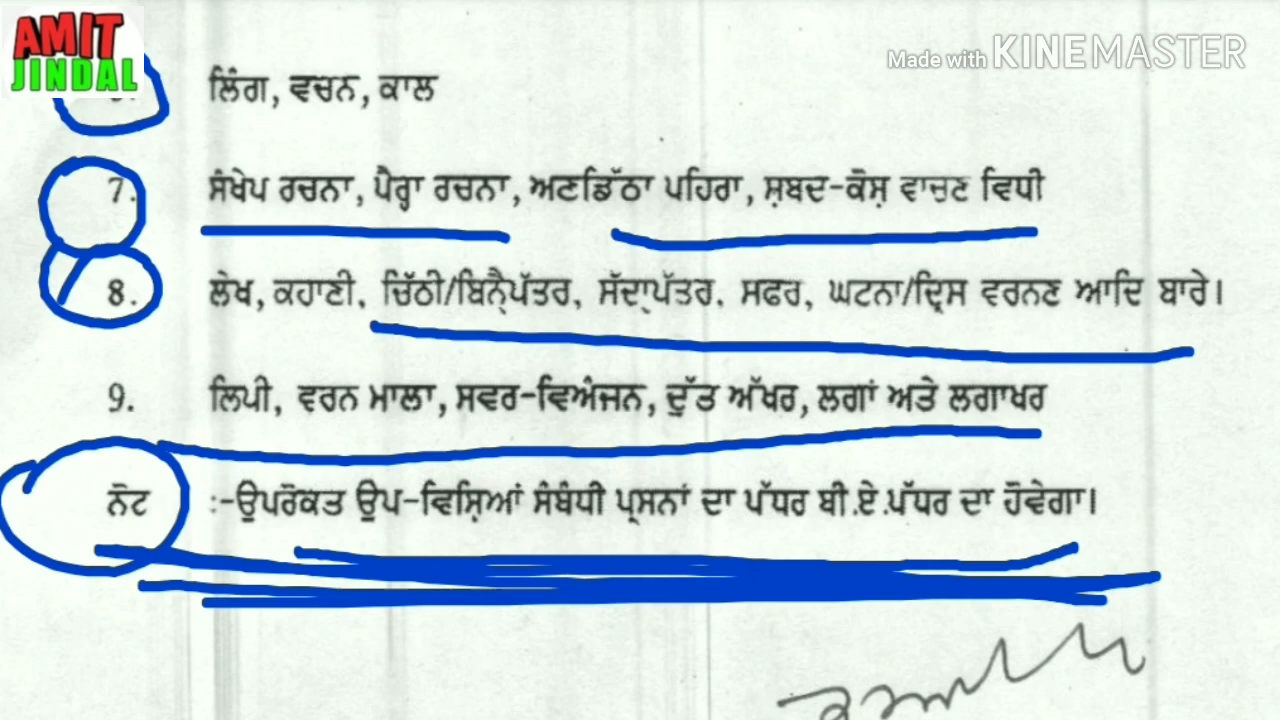 AMIT
JINDAL
Made with KINEMASTER
ਲਿੰਗ, ਵਚਨ, ਕਾਲ
7. ਸੰਖੇਪ ਰਚਨਾ, ਪੈਰ੍ਹਾ ਰਚਨਾ, ਅਣਡਿੱਠਾ ਪਹਿਰਾ, ਸ਼ਬਦ-ਕੋਸ਼ ਵਾਚਣ ਵਿਧੀ
8. ਲੇਖ, ਕਹਾਣੀ, ਚਿੱਠੀ/ਬਿਨੈਪੱਤਰ, ਸੱਦਾਪੱਤਰ, ਸਫਰ, ਘਟਨਾ/ਦ੍ਰਿਸ ਵਰਨਣ ਆਦਿ ਬਾਰੇ।
9. ਲਿਪੀ, ਵਰਨ ਮਾਲਾ, ਸਵਰ-ਵਿਅੰਜਨ, ਦੁੱਤ ਅੱਖਰ, ਲਗਾਂ ਅਤੇ ਲਗਾਖਰ
ਨੋਟ :-ਉਪਰੋਕਤ ਉਪ-ਵਿਸ਼ਿਆਂ ਸੰਬੰਧੀ ਪ੍ਰਸਨਾਂ ਦਾ ਪੱਧਰ ਬੀ.ਏ.ਪੱਧਰ ਦਾ ਹੋਵੇਗਾ।